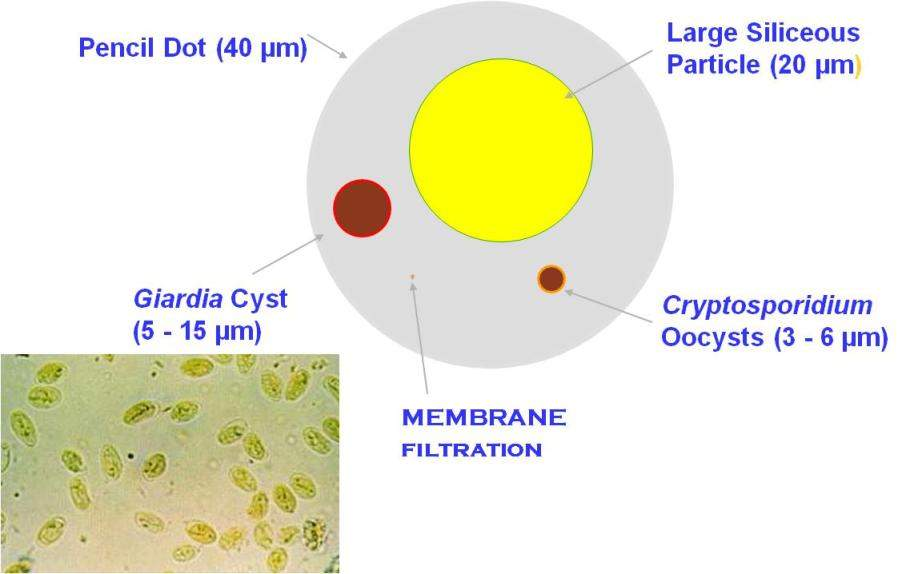 Pencil Dot (40 µm)
Large Siliceous
Particle (20 µm)
Giardia Cyst
(5 - 15 µm)
Cryptosporidium
Oocysts (3 - 6 µm)
MEMBRANE
FILTRATION